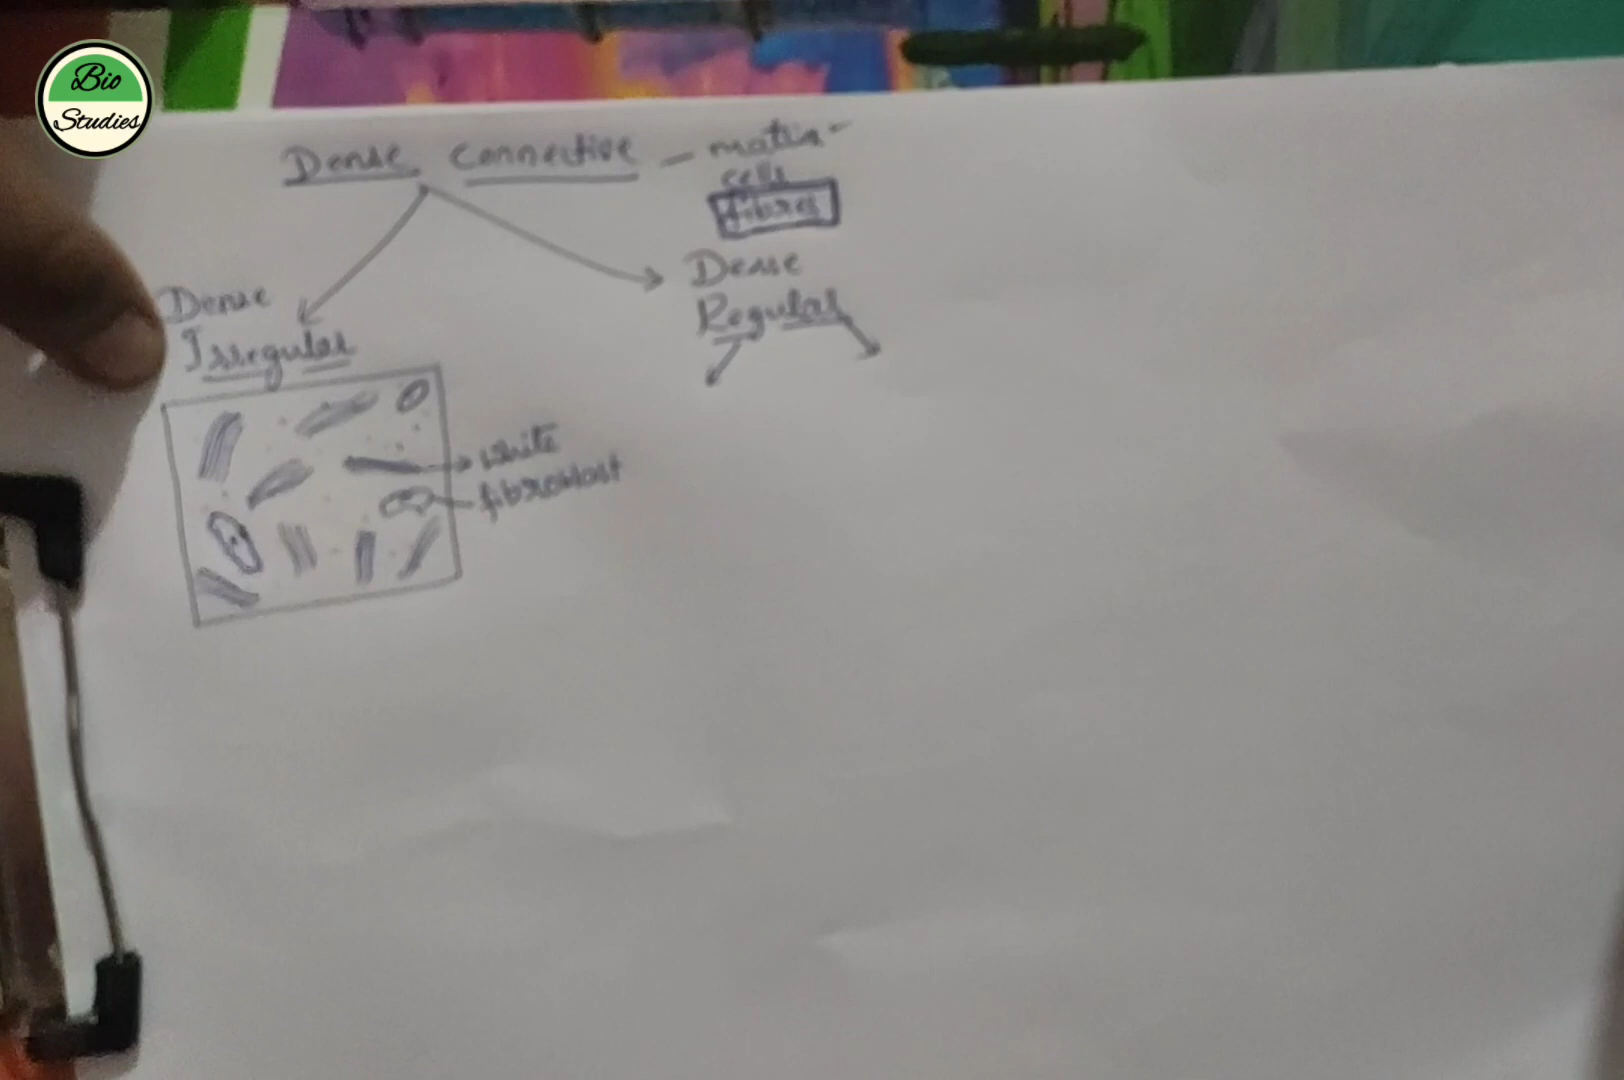 Bio
Studies
Dense Connective - matrix -
cells
fibres
Dense
Irregular
Dense
Regular
white
fibroblast